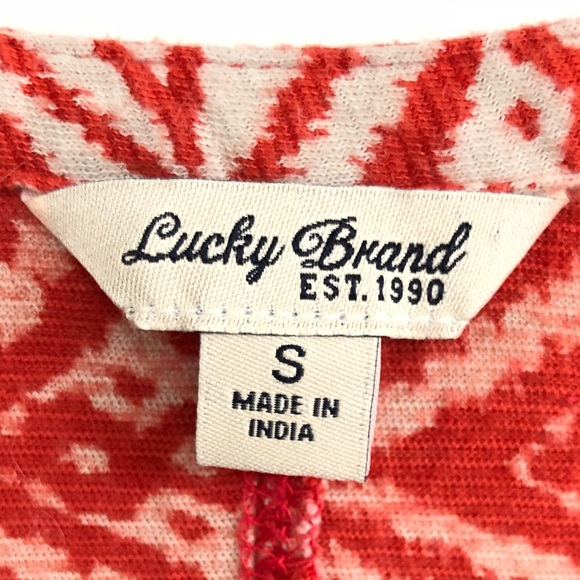 Lucky Brand
EST. 1990
S
MADE IN
INDIA